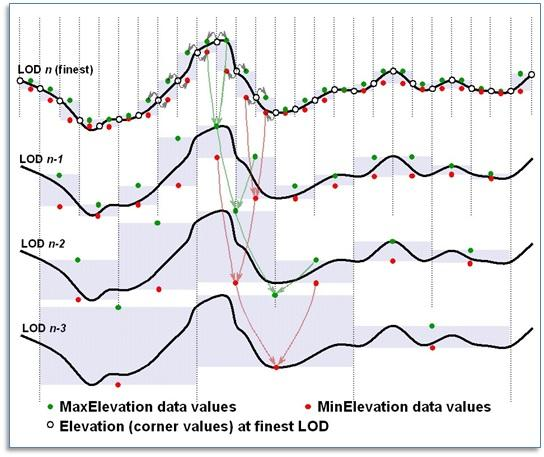 LOD n (finest)
LOD n-1
LOD n-2
LOD n-3
MaxElevation data values
MinElevation data values
Elevation (corner values) at finest LOD